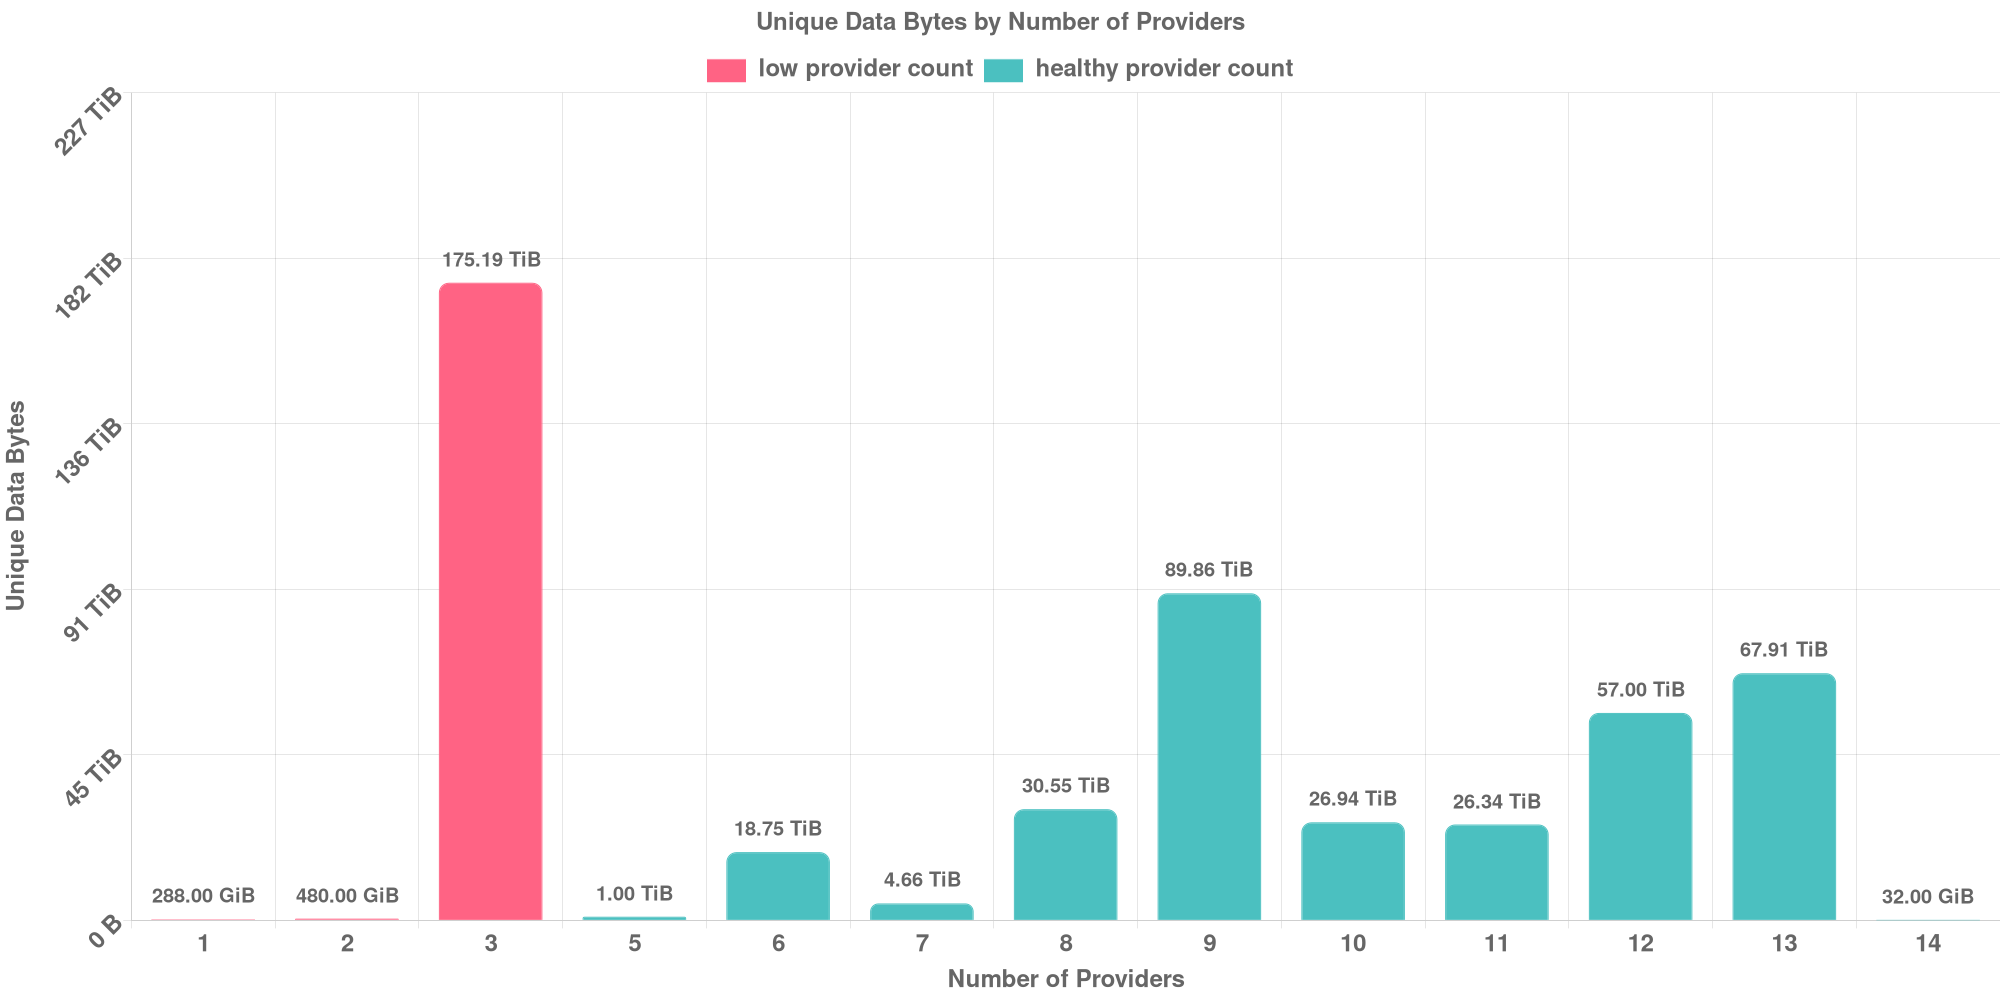 Unique Data Bytes by Number of Providers
low provider count
healthy provider count
227 TiB
182 TiB
136 TiB
91 TiB
45 TiB
0 B
Unique Data Bytes
288.00 GiB
480.00 GiB
175.19 TiB
1.00 TiB
18.75 TiB
4.66 TiB
30.55 TiB
89.86 TiB
26.94 TiB
26.34 TiB
57.00 TiB
67.91 TiB
32.00 GiB
1 2 3 5 6 7 8 9 10 11 12 13 14
Number of Providers